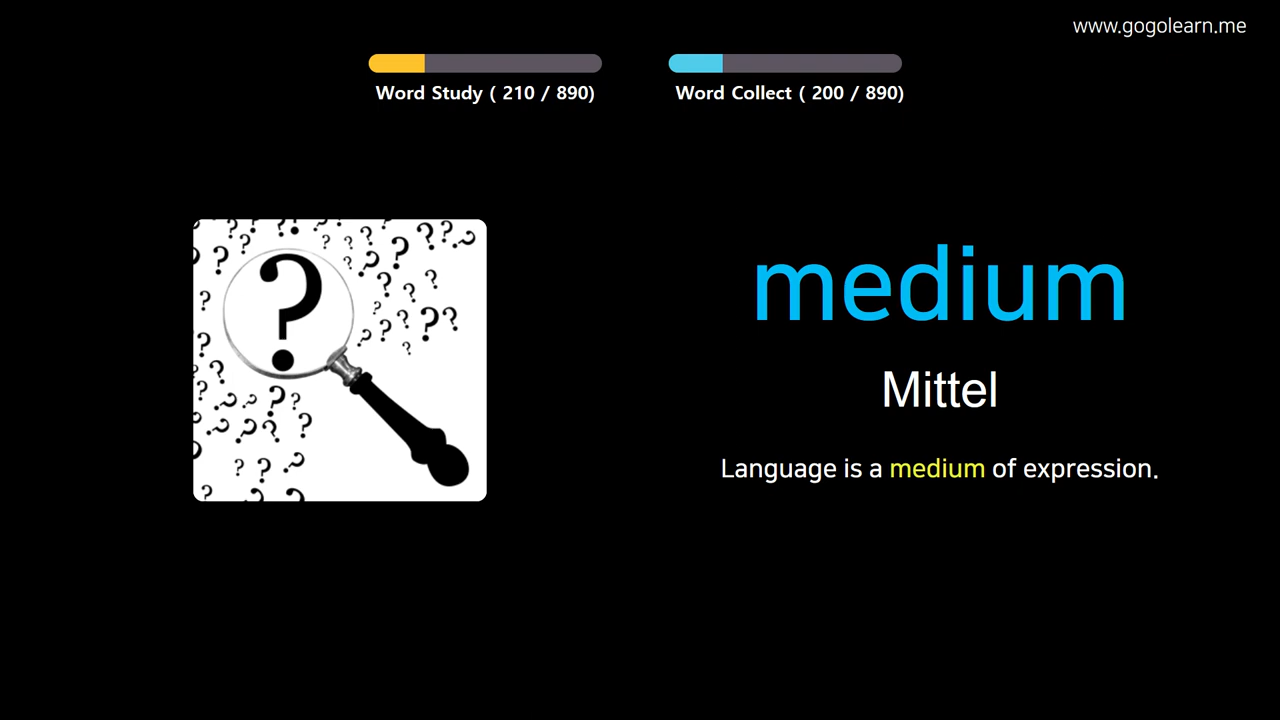 www.gogolearn.me
Word Study ( 210 / 890)
Word Collect ( 200 / 890)
medium
Mittel
Language is a medium of expression.